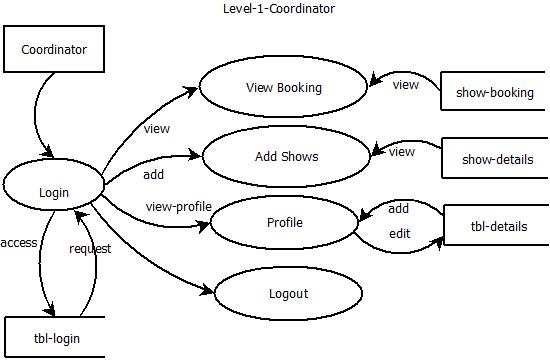 Level-1-Coordinator
Coordinator
View Booking
view
show-booking
view
Add Shows
view
show-details
add
Login
view-profile
Profile
add
edit
tbl-details
access
request
Logout
tbl-login